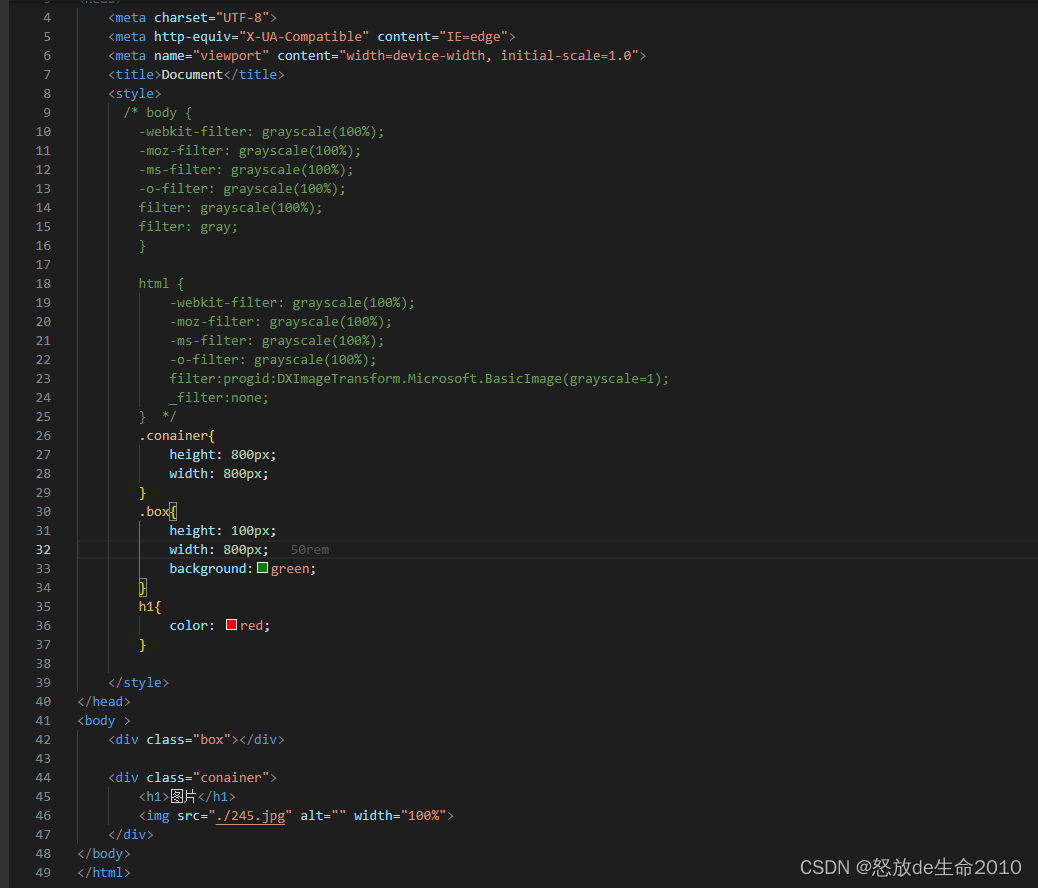 3 <head>
4 <meta charset="UTF-8">
5 <meta http-equiv="X-UA-Compatible" content="IE=edge">
6 <meta name="viewport" content="width=device-width, initial-scale=1.0">
7 <title>Document</title>
8 <style>
9 /* body {
10 -webkit-filter: grayscale(100%);
11 -moz-filter: grayscale(100%);
12 -ms-filter: grayscale(100%);
13 -o-filter: grayscale(100%);
14 filter: grayscale(100%);
15 filter: gray;
16 }
17
18 html {
19 -webkit-filter: grayscale(100%);
20 -moz-filter: grayscale(100%);
21 -ms-filter: grayscale(100%);
22 -o-filter: grayscale(100%);
23 filter:progid:DXImageTransform.Microsoft.BasicImage(grayscale=1);
24 _filter:none;
25 } */
26 .conainer{
27 height: 800px;
28 width: 800px;
29 }
30 .box{
31 height: 100px;
32 width: 800px; 50rem
33 background:green;
34 }
35 h1{
36 color: red;
37 }
38
39 </style>
40 </head>
41 <body >
42 <div class="box"></div>
43
44 <div class="conainer">
45 <h1>图片</h1>
46 <img src="./245.jpg" alt="" width="100%">
47 </div>
48 </body>
49 </html>
CSDN @怒放de生命2010